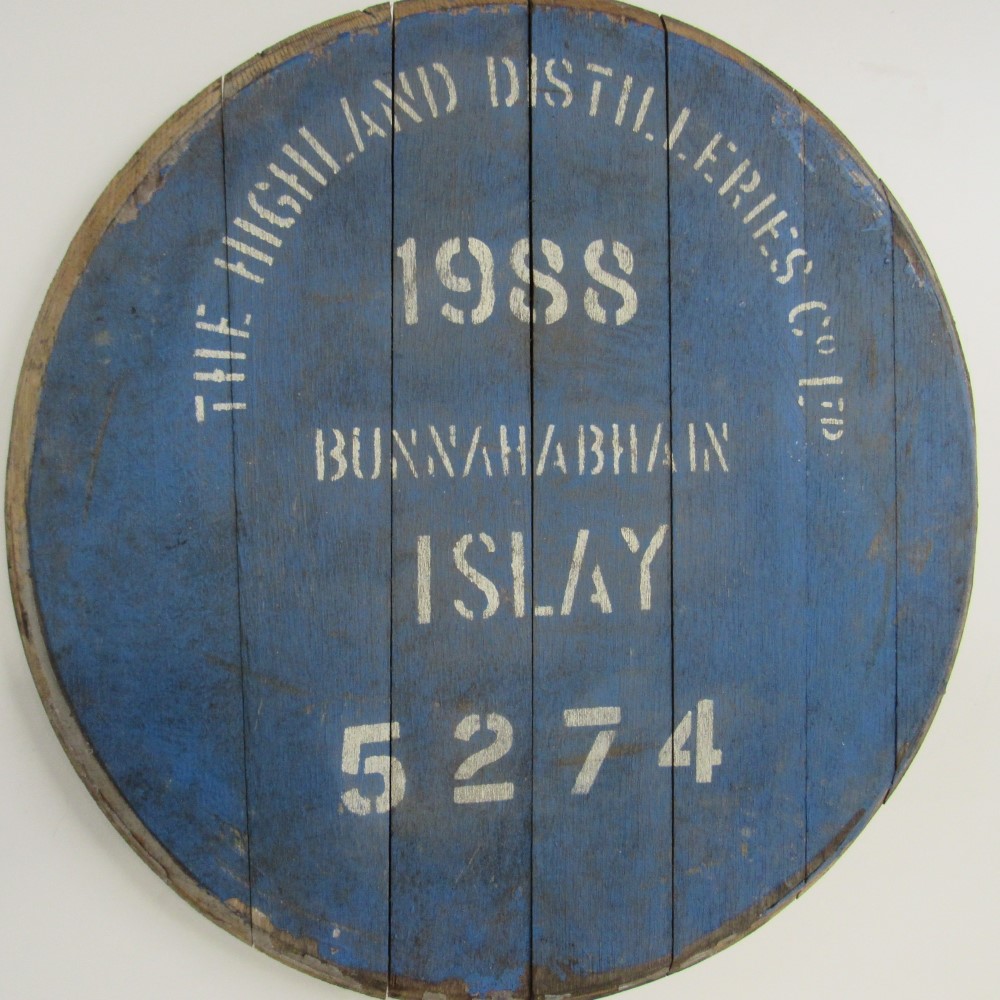 THE HIGHLAND DISTILLERIES Co LTD
1988
BUNNAHABHAIN
ISLAY
5274